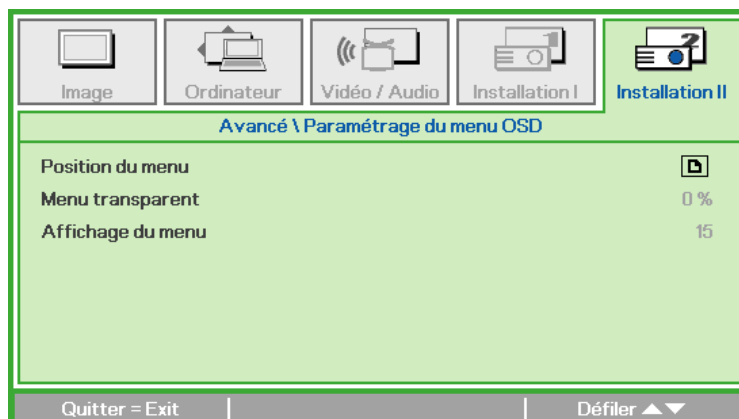 Image
Ordinateur
Vidéo / Audio
Installation I
Installation II
Avancé \ Paramétrage du menu OSD
Position du menu
Menu transparent 0 %
Affichage du menu 15
Quitter = Exit Défiler ▲▼